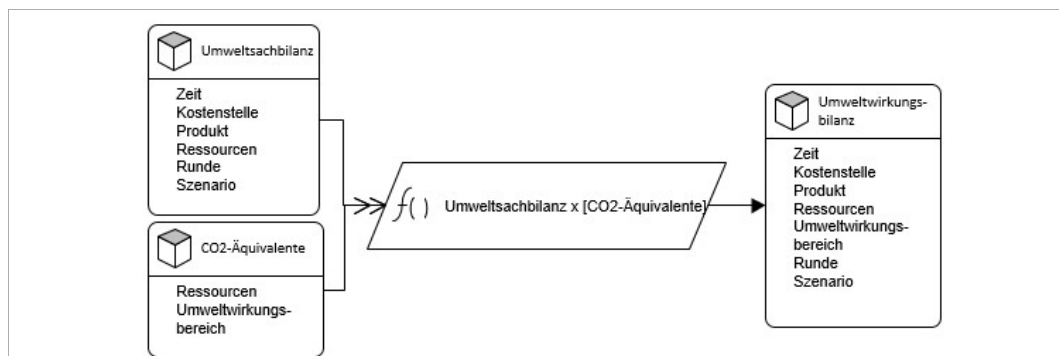 Umweltsachbilanz
Zeit
Kostenstelle
Produkt
Ressourcen
Runde
Szenario
CO2-Äquivalente
Ressourcen
Umweltwirkungs-
bereich
f( ) Umweltsachbilanz x [CO2-Äquivalente]
Umweltwirkungs-
bilanz
Zeit
Kostenstelle
Produkt
Ressourcen
Umweltwirkungs-
bereich
Runde
Szenario